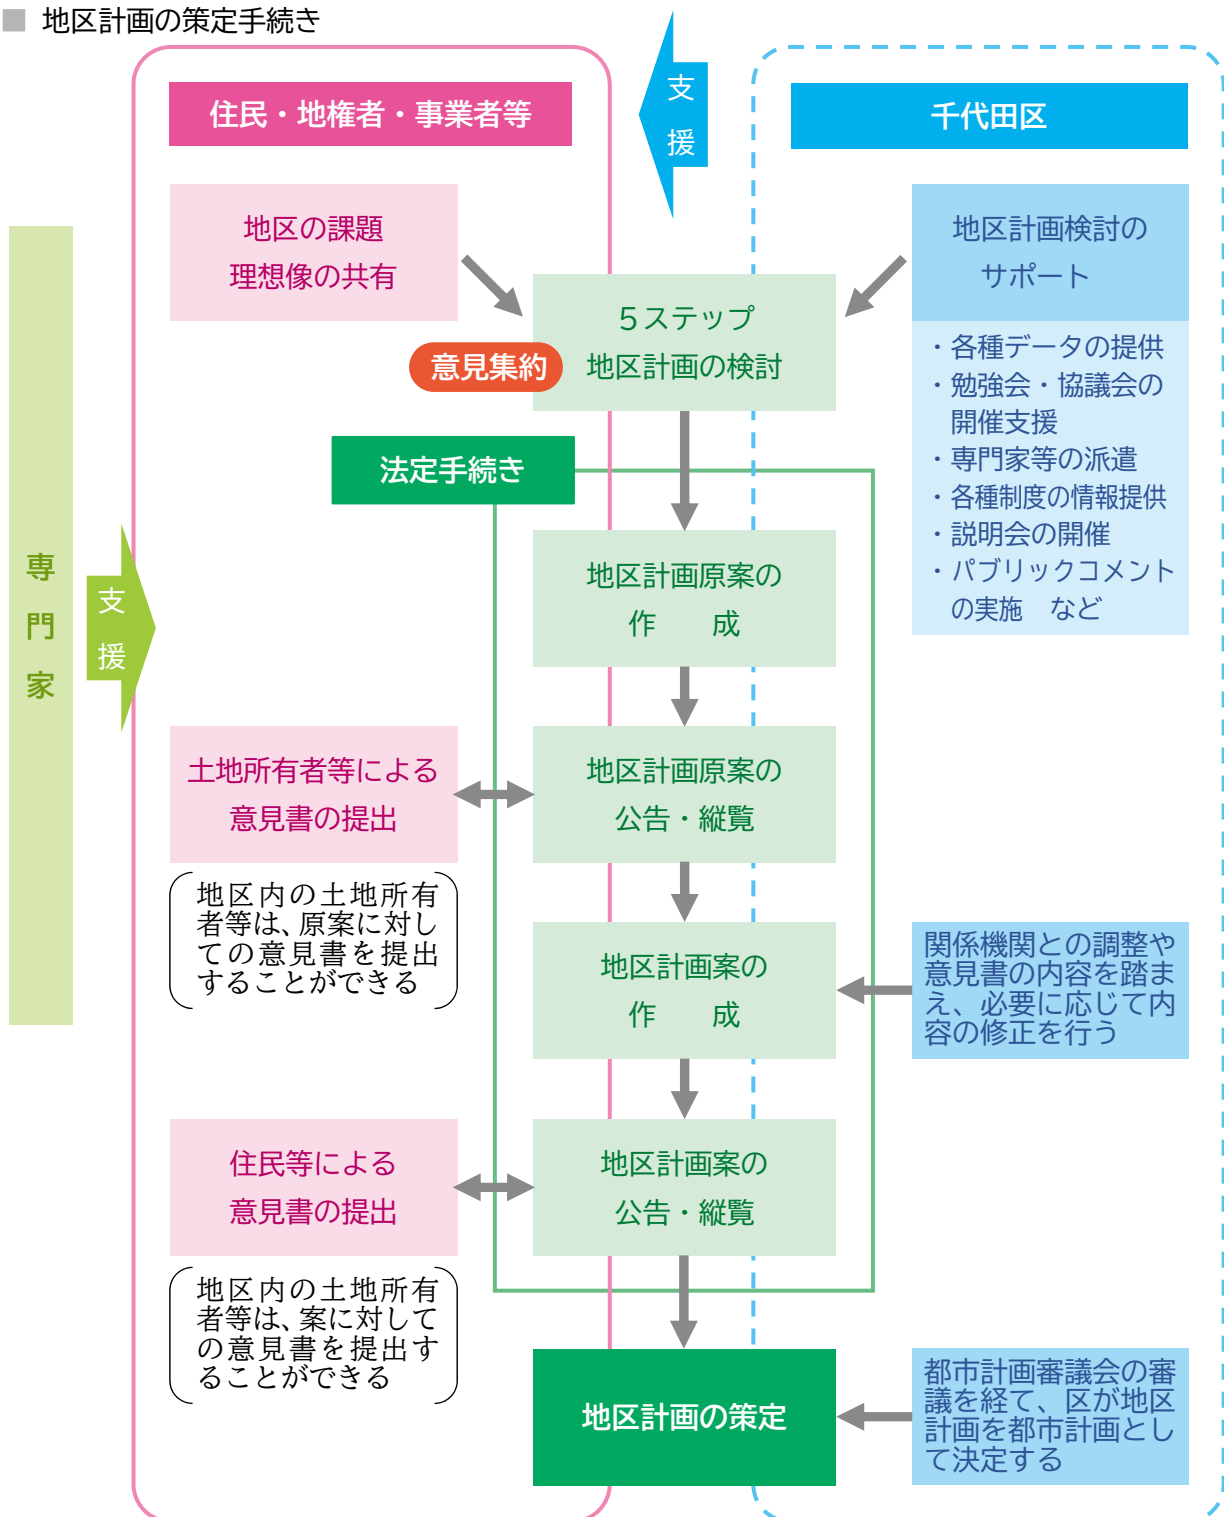 ■ 地区計画の策定手続き
住民・地権者・事業者等
支
援
千代田区
地区の課題
理想像の共有
地区計画検討の
サポート
・各種データの提供
・勉強会・協議会の
開催支援
・専門家等の派遣
・各種制度の情報提供
・説明会の開催
・パブリックコメント
の実施　など
５ステップ
地区計画の検討
意見集約
法定手続き
専
門
家
支
援
地区計画原案の
作　　成
土地所有者等による
意見書の提出
地区計画原案の
公告・縦覧
地区内の土地所有
者等は、原案に対し
ての意見書を提出
することができる
地区計画案の
作　　成
関係機関との調整や
意見書の内容を踏ま
え、必要に応じて内
容の修正を行う
住民等による
意見書の提出
地区計画案の
公告・縦覧
地区内の土地所有
者等は、案に対して
の意見書を提出す
ることができる
地区計画の策定
都市計画審議会の審
議を経て、区が地区
計画を都市計画とし
て決定する